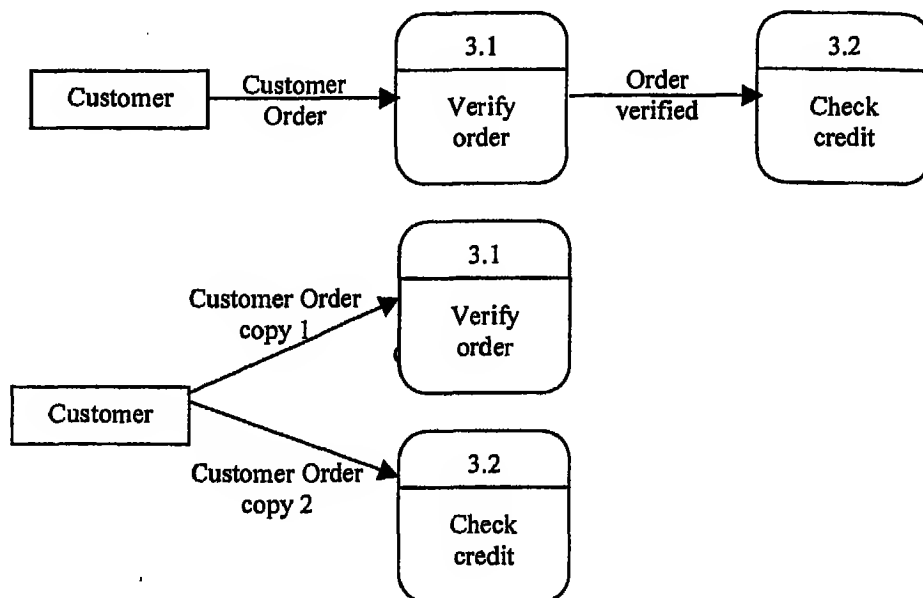 3.1
3.2
Customer
Customer
Order
Verify
order
Order
verified
Check
credit
3.1
Customer Order
copy 1
Verify
order
Customer
Customer Order
copy 2
3.2
Check
credit